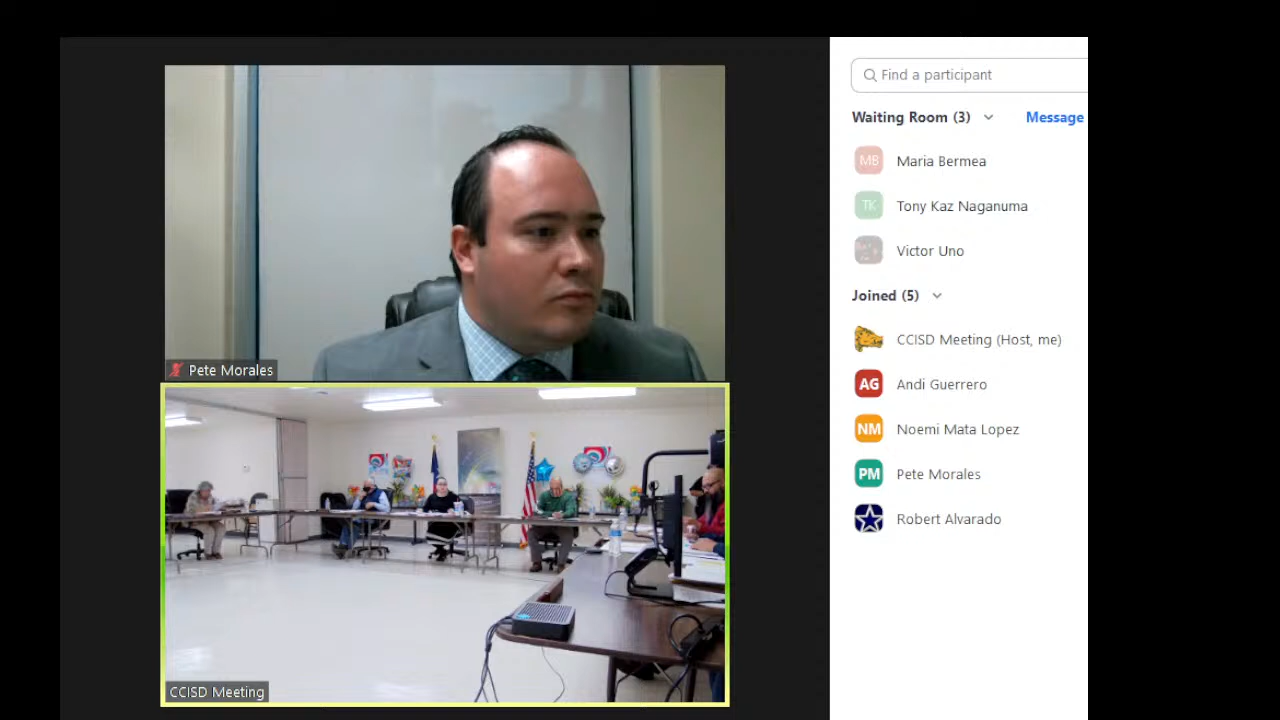 Pete Morales
CCISD Meeting
Find a participant
Waiting Room (3)
Message
MB
Maria Bermea
TK
Tony Kaz Naganuma
Victor Uno
Joined (5)
CCISD Meeting (Host, me)
AG
Andi Guerrero
NM
Noemi Mata Lopez
PM
Pete Morales
Robert Alvarado